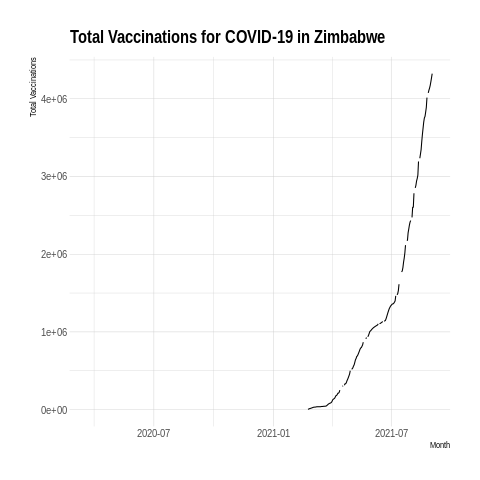 Total Vaccinations for COVID-19 in Zimbabwe
Total Vaccinations
4e+06
3e+06
2e+06
1e+06
0e+00
2020-07
2021-01
2021-07
Month